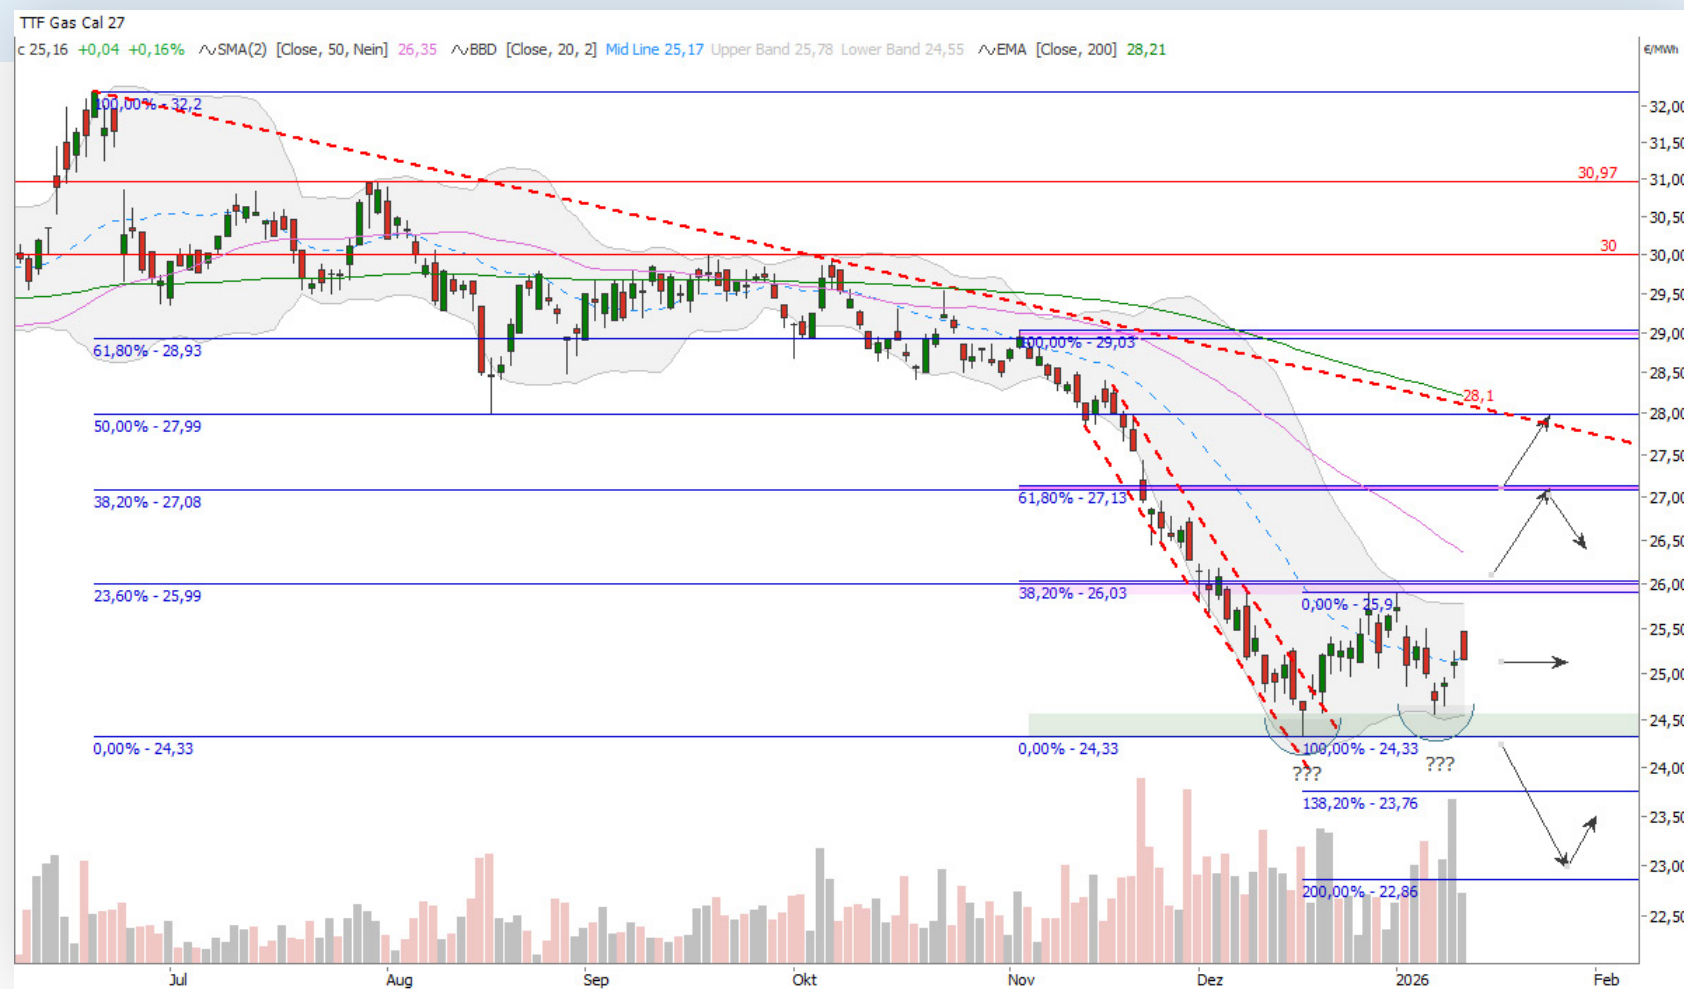 TTF Gas Cal 27
c 25,16 +0,04 +0,16% SMA(2) [Close, 50, Nein] 26,35 BBD [Close, 20, 2] Mid Line 25,17 Upper Band 25,78 Lower Band 24,55 EMA [Close, 200] 28,21
€/MWh
100,00% - 32,2
32,00
31,50
30,97
31,00
30,50
30
30,00
29,50
29,00
100,00% - 29,03
61,80% - 28,93
28,50
28,1
28,00
50,00% - 27,99
27,50
38,20% - 27,08
61,80% - 27,13
27,00
26,50
26,00
23,60% - 25,99
38,20% - 26,03
0,00% - 25,9
25,50
25,00
24,50
0,00% - 24,33
0,00% - 24,33
100,00% - 24,33
???
???
24,00
138,20% - 23,76
23,50
23,00
200,00% - 22,86
22,50
Jul Aug Sep Okt Nov Dez 2026 Feb